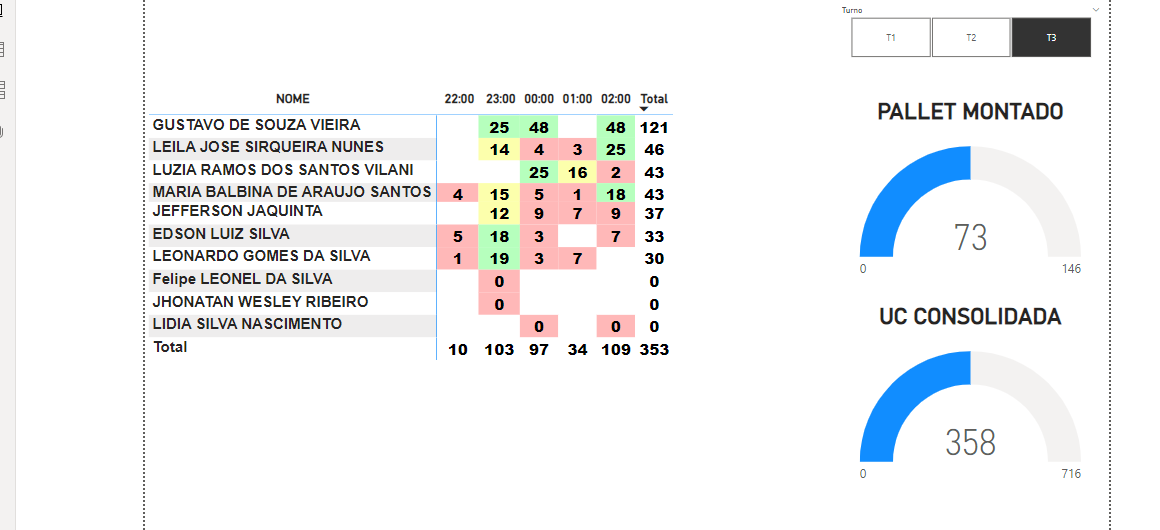 Turno
T1 T2 T3
NOME 22:00 23:00 00:00 01:00 02:00 Total
GUSTAVO DE SOUZA VIEIRA 25 48 48 121
LEILA JOSE SIRQUEIRA NUNES 14 4 3 25 46
LUZIA RAMOS DOS SANTOS VILANI 25 16 2 43
MARIA BALBINA DE ARAUJO SANTOS 4 15 5 1 18 43
JEFFERSON JAQUINTA 12 9 7 9 37
EDSON LUIZ SILVA 5 18 3 7 33
LEONARDO GOMES DA SILVA 1 19 3 7 30
Felipe LEONEL DA SILVA 0 0
JHONATAN WESLEY RIBEIRO 0 0
LIDIA SILVA NASCIMENTO 0 0 0
Total 10 103 97 34 109 353
PALLET MONTADO
73
0 146
UC CONSOLIDADA
358
0 716